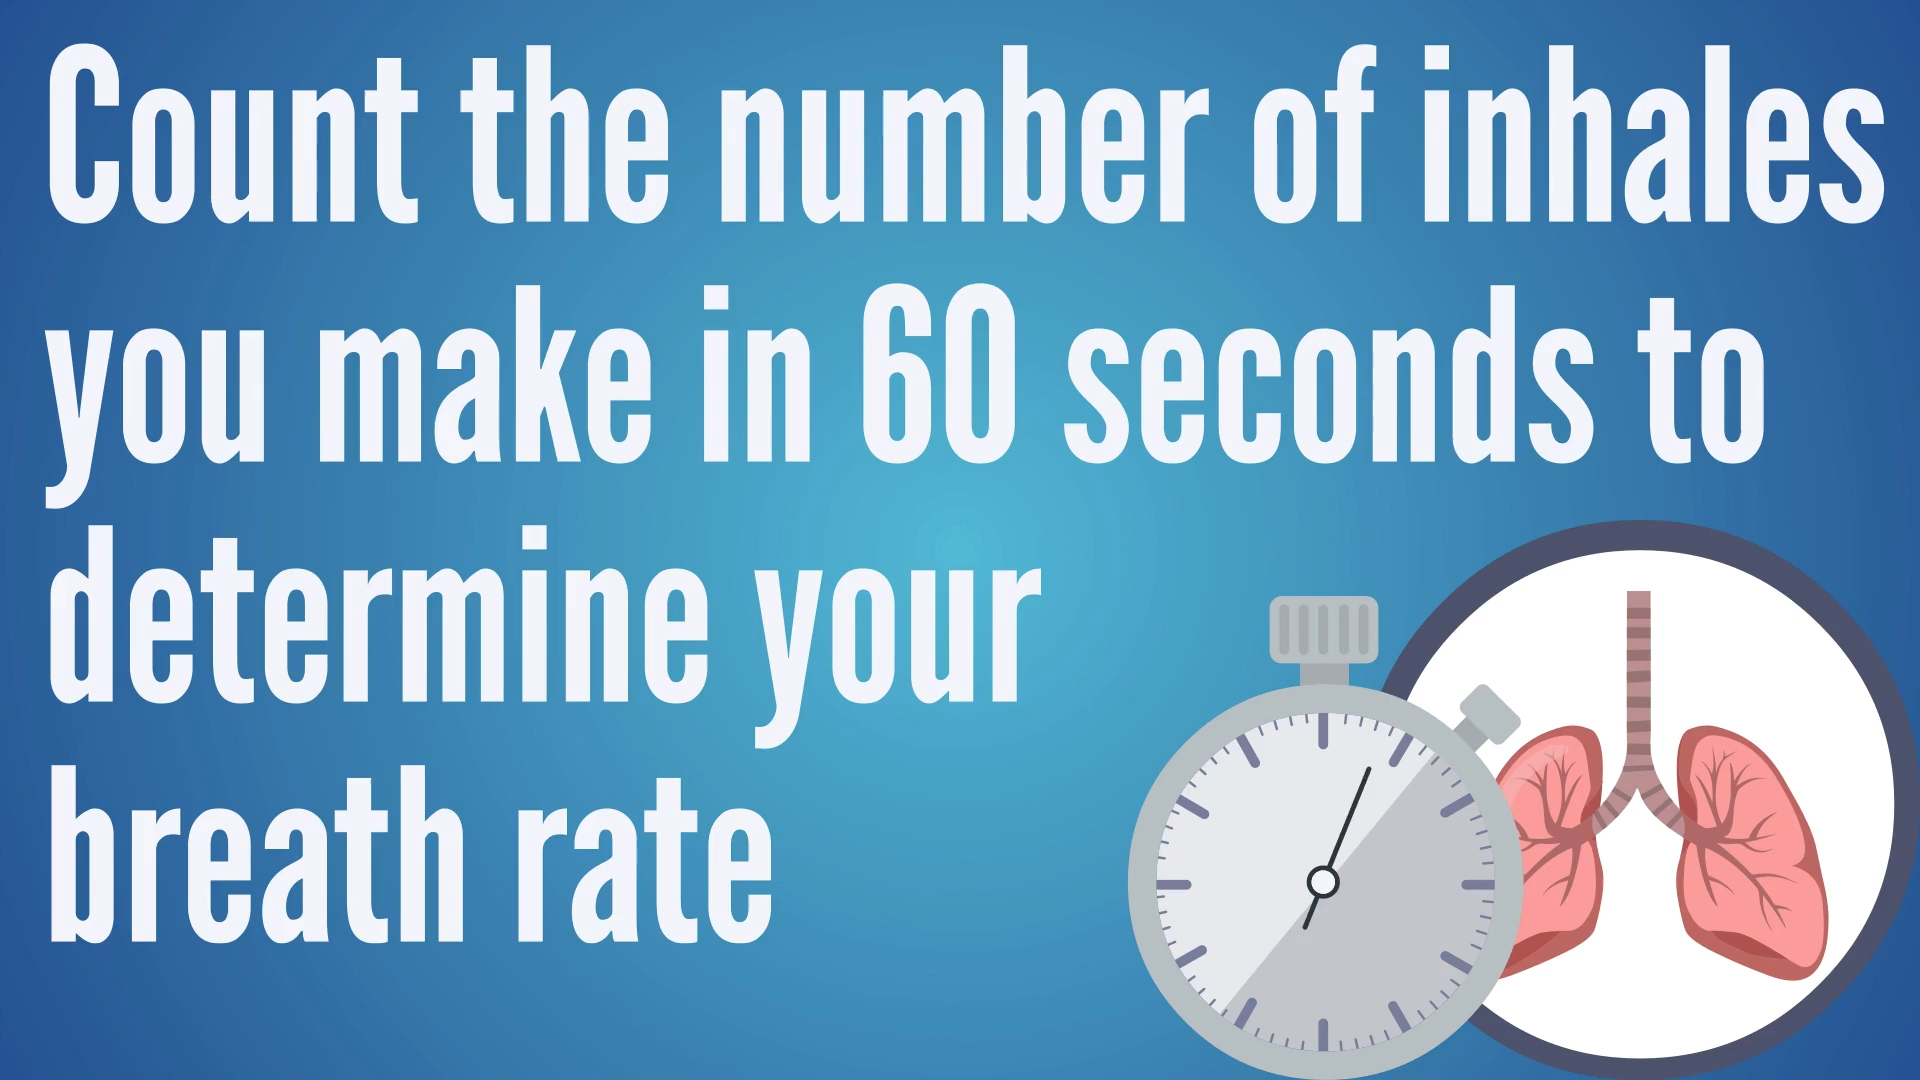 Count the number of inhales
you make in 60 seconds to
determine your
breath rate